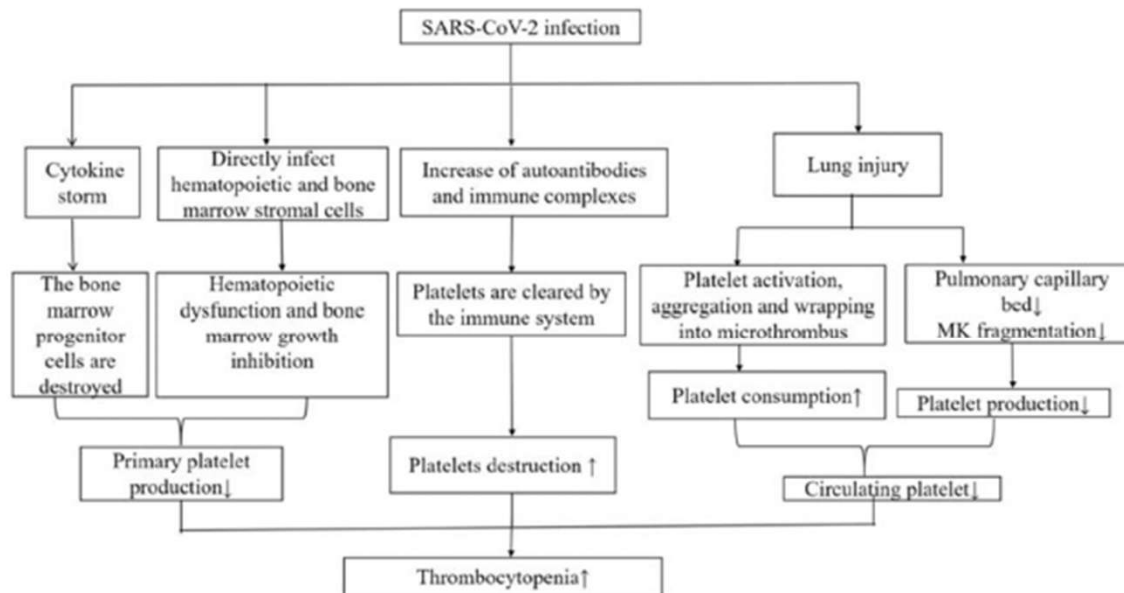 SARS-CoV-2 infection
Cytokine
storm
Directly infect
hematopoietic and bone
marrow stromal cells
Increase of autoantibodies
and immune complexes
Lung injury
The bone
marrow
progenitor
cells are
destroyed
Hematopoietic
dysfunction and bone
marrow growth
inhibition
Platelets are cleared by
the immune system
Platelet activation,
aggregation and wrapping
into microthrombus
Pulmonary capillary
bed↓
MK fragmentation↓
Platelet consumption↑
Platelet production↓
Primary platelet
production↓
Platelets destruction ↑
Circulating platelet↓
Thrombocytopenia↑